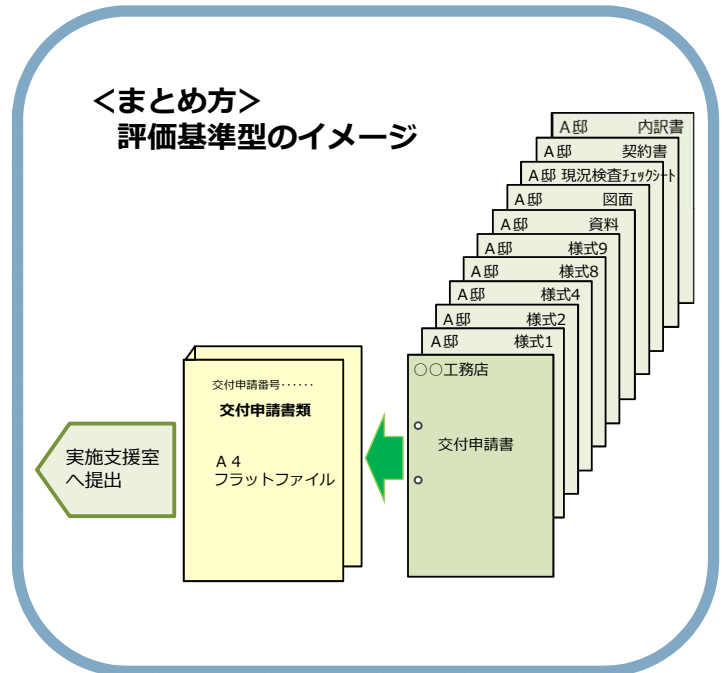 ＜まとめ方＞
評価基準型のイメージ
A邸 内訳書
A邸 契約書
A邸 現況検査ﾁｪｯｸｼｰﾄ
A邸 図面
A邸 資料
A邸 様式9
A邸 様式8
A邸 様式4
A邸 様式2
A邸 様式1
○○工務店
交付申請書
交付申請番号‥‥‥
交付申請書類
A４
フラットファイル
実施支援室
へ提出